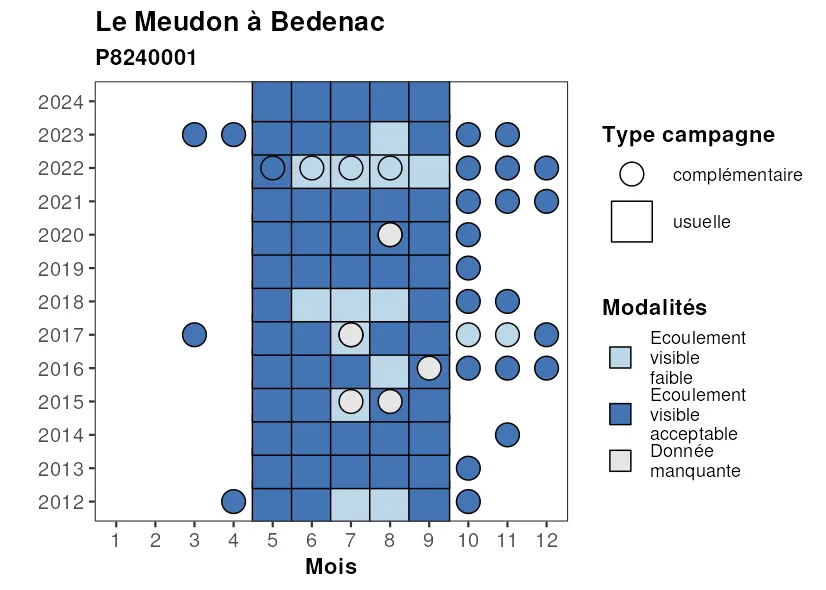 Le Meudon à Bedenac
P8240001
2024
2023
2022
2021
2020
2019
2018
2017
2016
2015
2014
2013
2012
1 2 3 4 5 6 7 8 9 10 11 12
Mois
Type campagne
complémentaire
usuelle
Modalités
Ecoulement
visible
faible
Ecoulement
visible
acceptable
Donnée
manquante